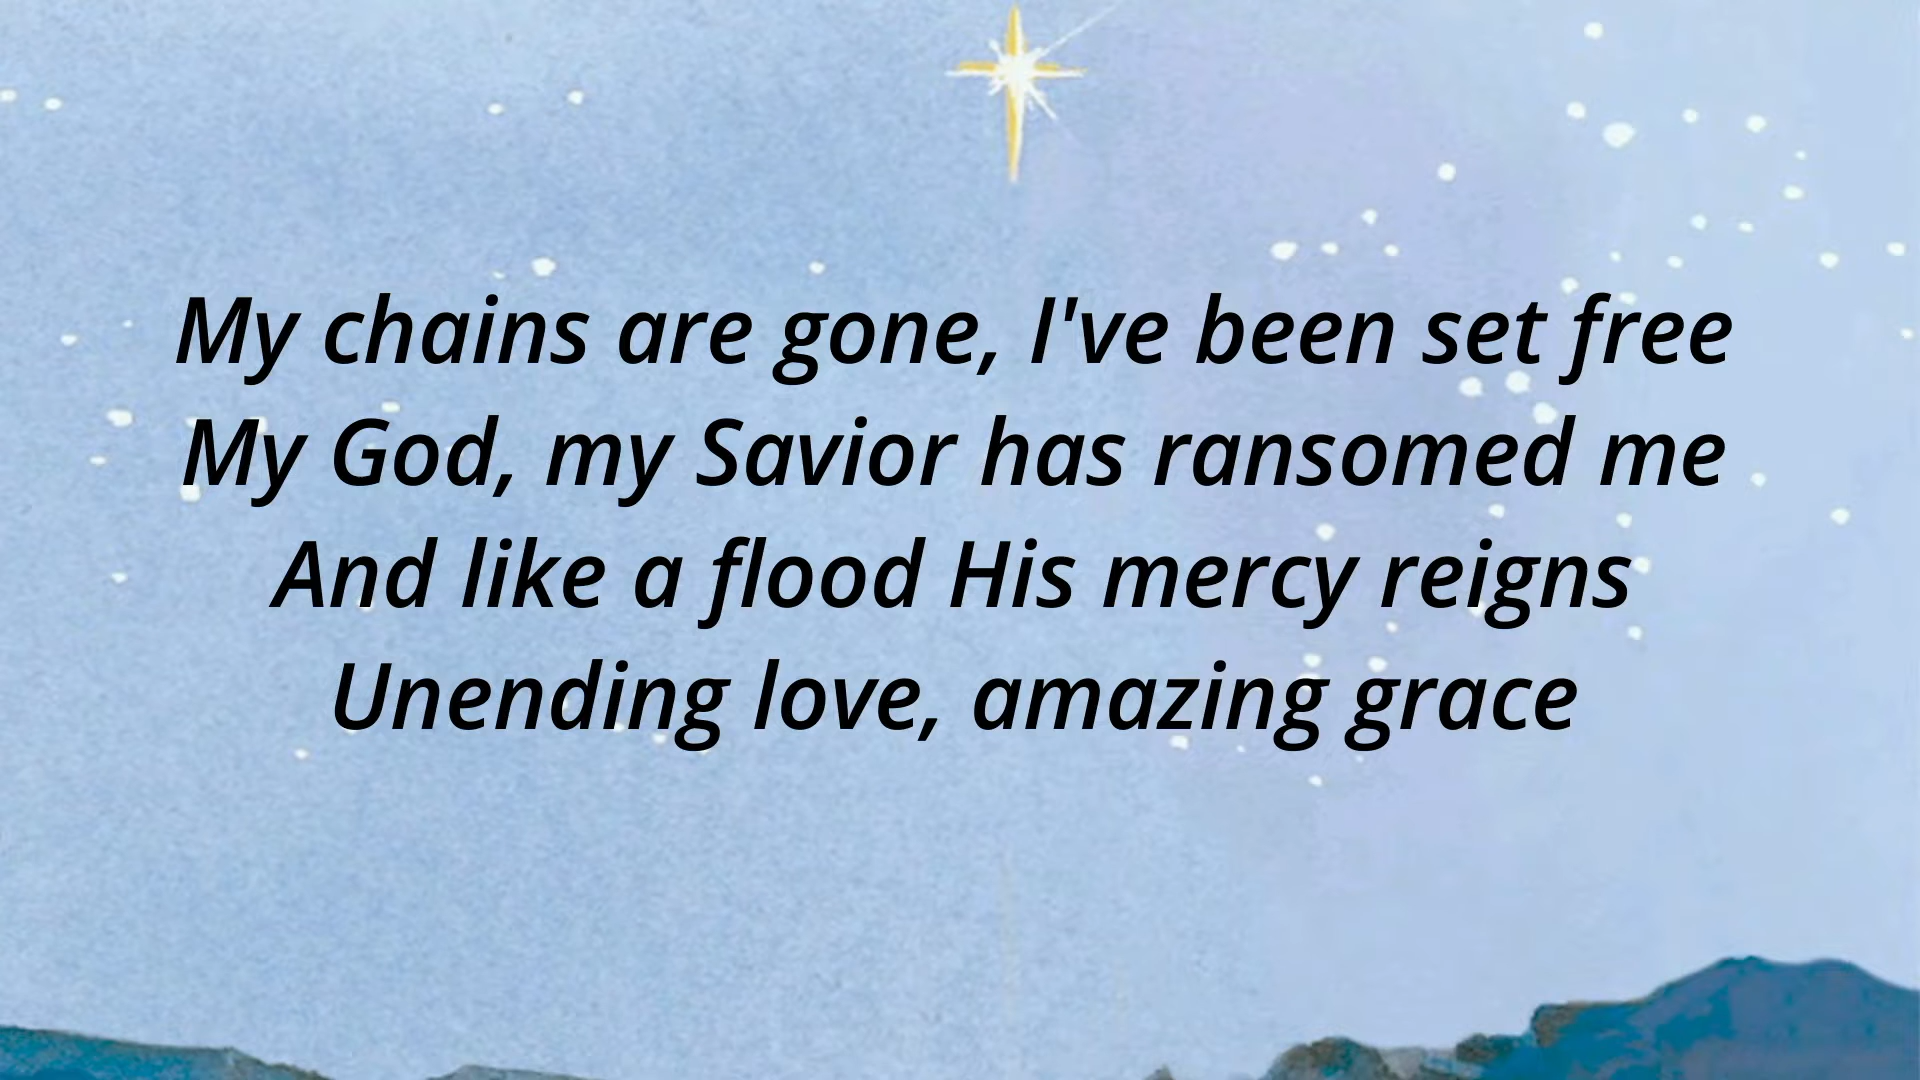 My chains are gone, I've been set free
My God, my Savior has ransomed me
And like a flood His mercy reigns
Unending love, amazing grace